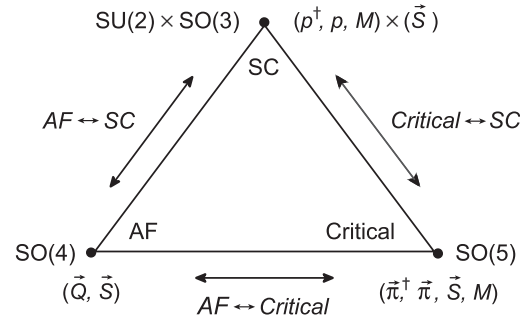 SU(2) × SO(3) (p†, p, M) × (S⃗ )
SC
AF ↔ SC Critical ↔ SC
AF Critical
SO(4) SO(5)
(Q⃗, S⃗) (π⃗,† π⃗, S⃗, M)
AF ↔ Critical